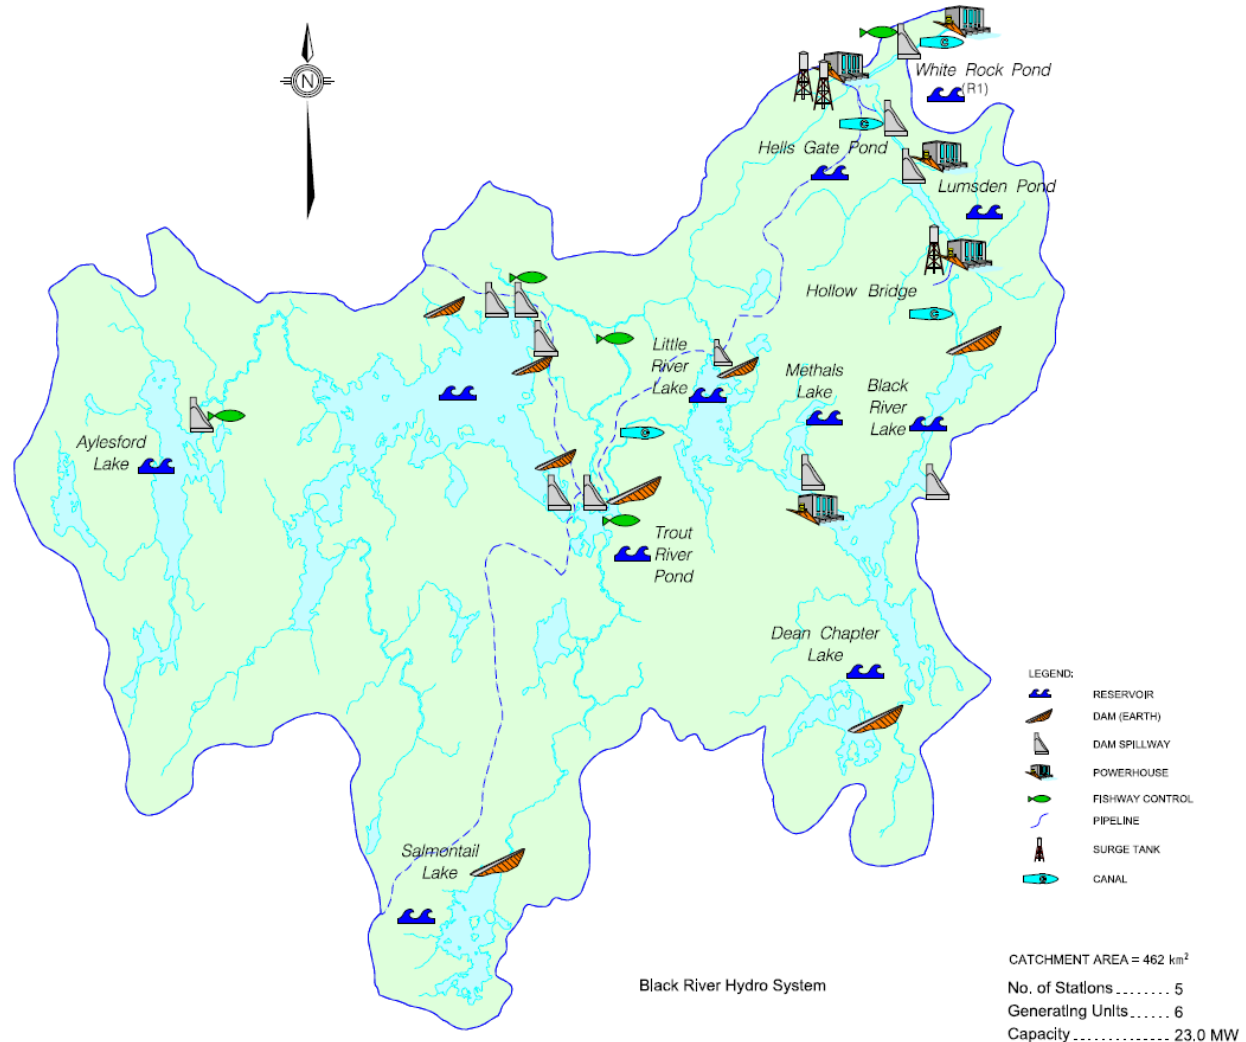 N
White Rock Pond
(R1)
Hells Gate Pond
Lumsden Pond
Hollow Bridge
Little
River
Lake
Methals
Lake
Black
River
Lake
Aylesford
Lake
Trout
River
Pond
Dean Chapter
Lake
Salmontail
Lake
LEGEND:
RESERVOIR
DAM (EARTH)
DAM SPILLWAY
POWERHOUSE
FISHWAY CONTROL
PIPELINE
SURGE TANK
CANAL
Black River Hydro System
CATCHMENT AREA = 462 km²
No. of Stations ........ 5
Generating Units ...... 6
Capacity .............. 23.0 MW